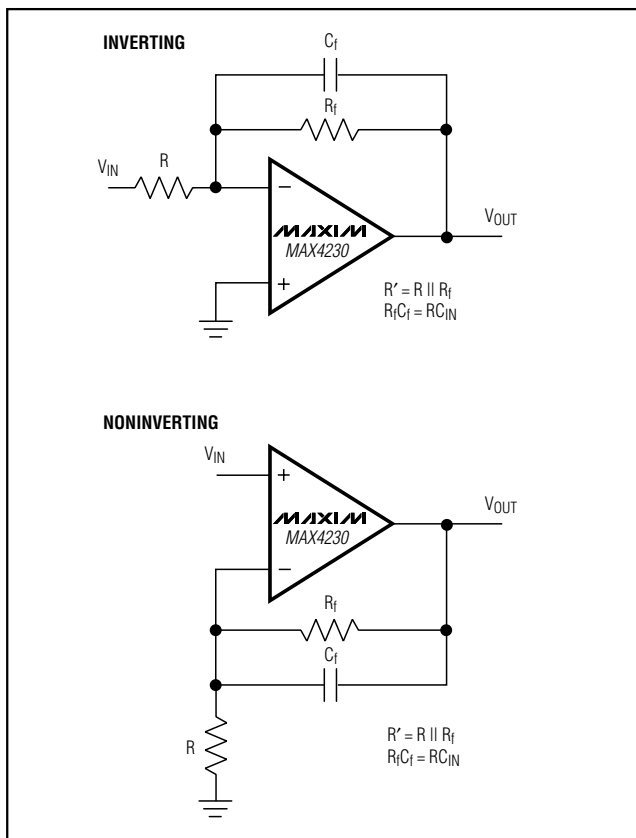 INVERTING
Cf
Rf
VIN
R
−
MAXIM
MAX4230
+
VOUT
R′ = R || Rf
RfCf = RCIN
NONINVERTING
VIN
+
MAXIM
MAX4230
−
VOUT
Rf
Cf
R
R′ = R || Rf
RfCf = RCIN